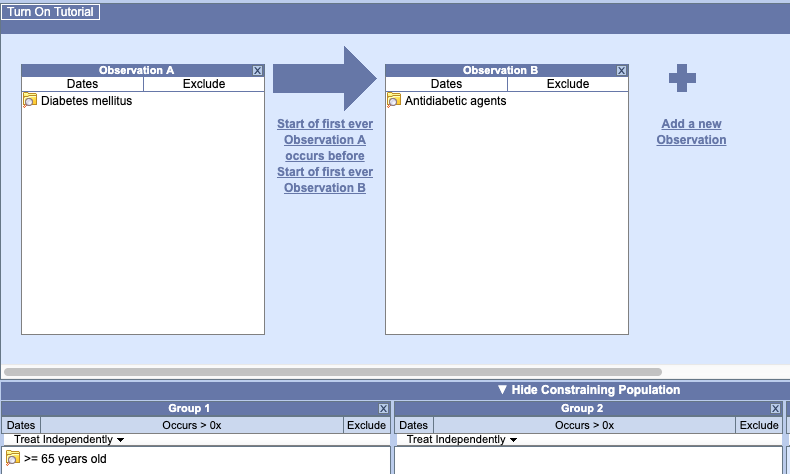 Turn On Tutorial
Observation A
Dates Exclude
Diabetes mellitus
Start of first ever
Observation A
occurs before
Start of first ever
Observation B
Observation B
Dates Exclude
Antidiabetic agents
Add a new
Observation
▼ Hide Constraining Population
Group 1
Dates Occurs > 0x Exclude
Treat Independently
>= 65 years old
Group 2
Dates Occurs > 0x Exclude
Treat Independently